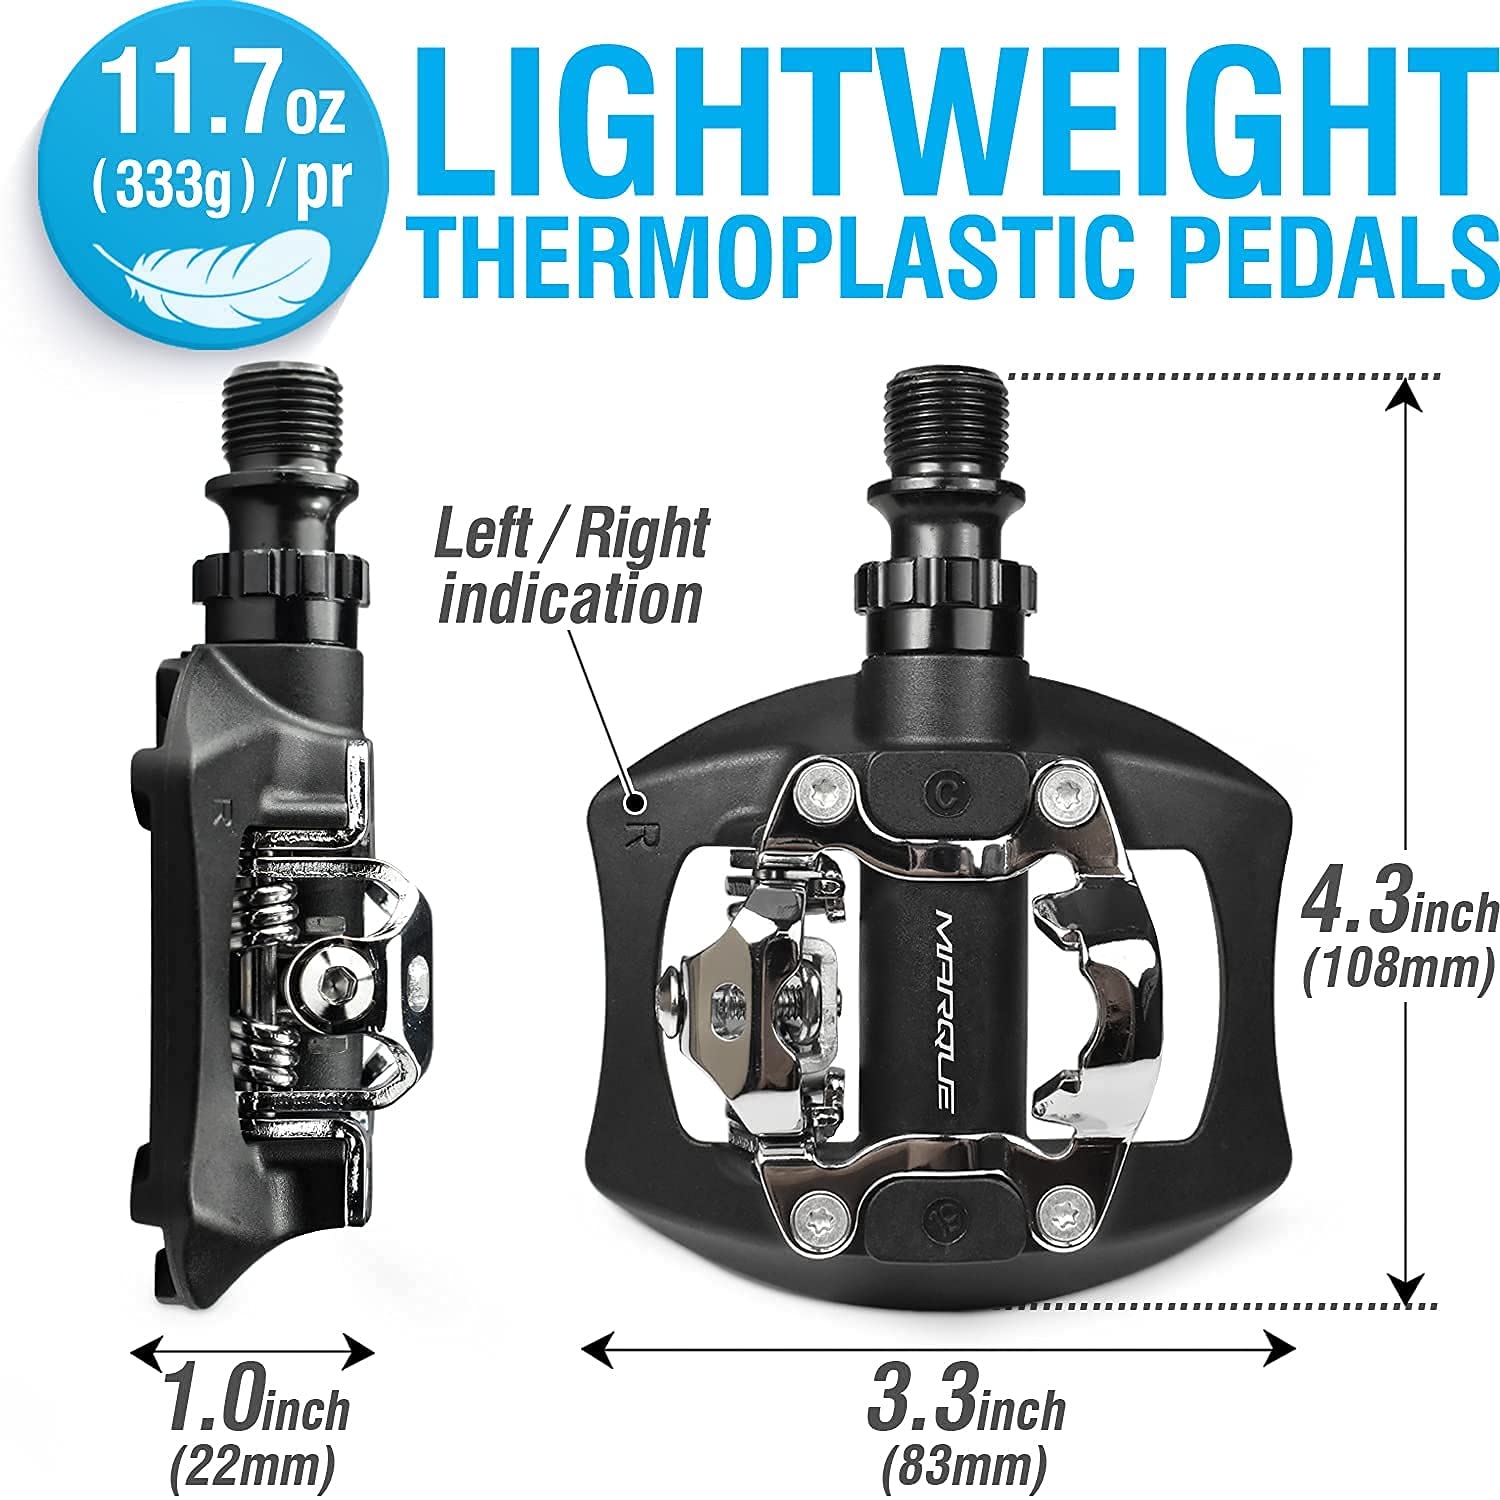 11.7oz
(333g)/pr
LIGHTWEIGHT
THERMOPLASTIC PEDALS
Left / Right
indication
R
R
C
MARQUE
4.3inch
(108mm)
1.0inch
(22mm)
3.3inch
(83mm)